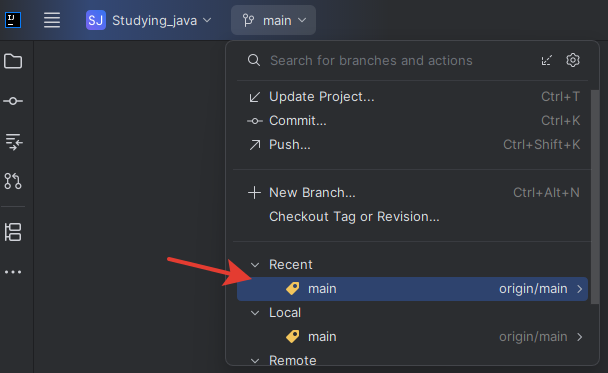 IJ
SJ Studying_java main
Search for branches and actions
Update Project... Ctrl+T
Commit... Ctrl+K
Push... Ctrl+Shift+K
New Branch... Ctrl+Alt+N
Checkout Tag or Revision...
Recent
main origin/main
Local
main origin/main
Remote